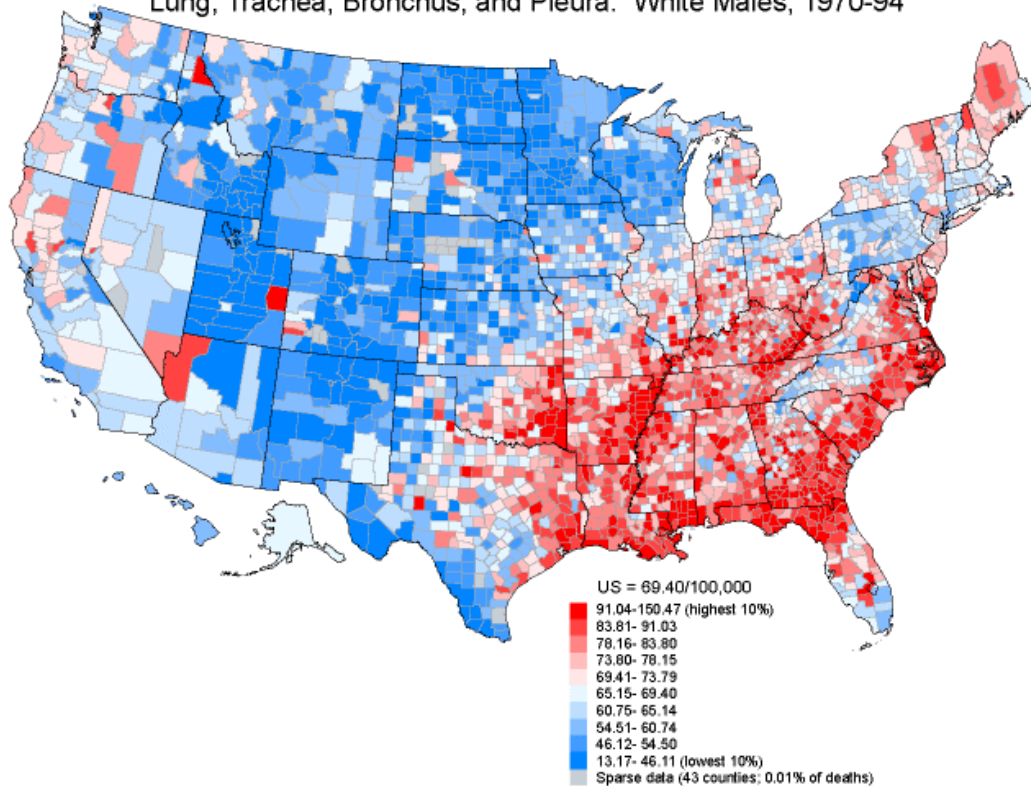 Lung, Trachea, Bronchus, and Pleura: White Males, 1970-94
US = 69.40/100,000
91.04-150.47 (highest 10%)
83.81- 91.03
78.16- 83.80
73.80- 78.15
69.41- 73.79
65.15- 69.40
60.75- 65.14
54.51- 60.74
46.12- 54.50
13.17- 46.11 (lowest 10%)
Sparse data (43 counties; 0.01% of deaths)